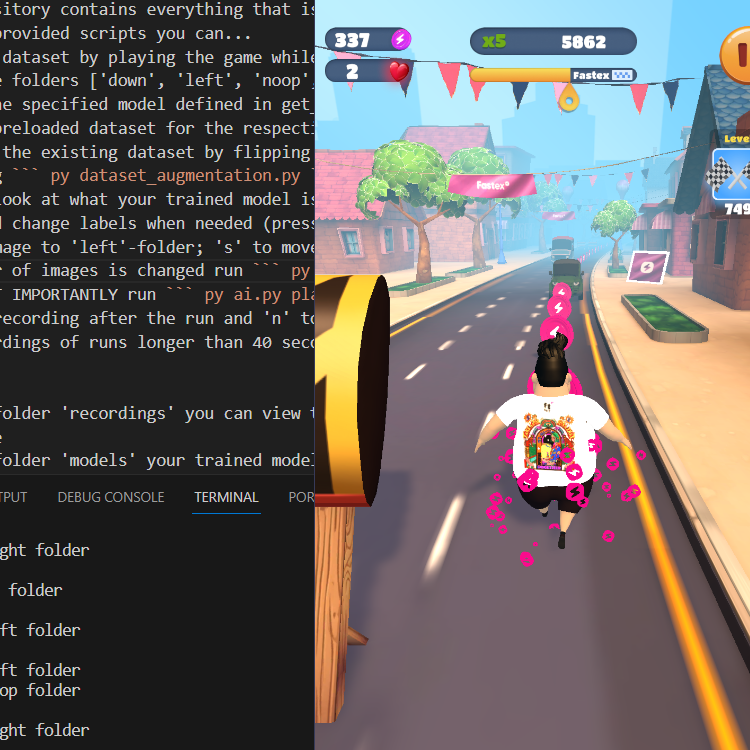 sitory contains everything that is
provided scripts you can...
dataset by playing the game while
e folders ['down', 'left', 'noop',
he specified model defined in get_
preloaded dataset for the respecti
the existing dataset by flipping
g ``` py dataset_augmentation.py `
look at what your trained model is
d change labels when needed (press
mage to 'left'-folder; 's' to move
r of images is changed run ``` py
T IMPORTANTLY run ``` py ai.py pla
recording after the run and 'n' to
rdings of runs longer than 40 seco
folder 'recordings' you can view t
e
folder 'models' your trained model
TPUT DEBUG CONSOLE TERMINAL POR
ght folder
folder
ft folder
ft folder
op folder
ght folder
337
x5 5862
2
Fastex
Fastex
Leve
749